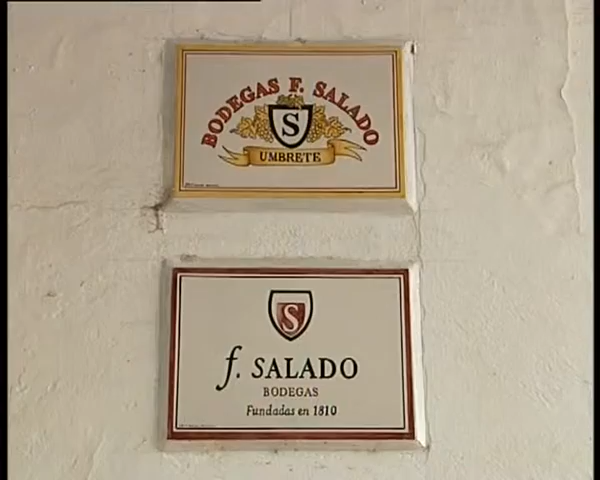 BODEGAS F. SALADO
S
UMBRETE
S
f. SALADO
BODEGAS
Fundadas en 1810